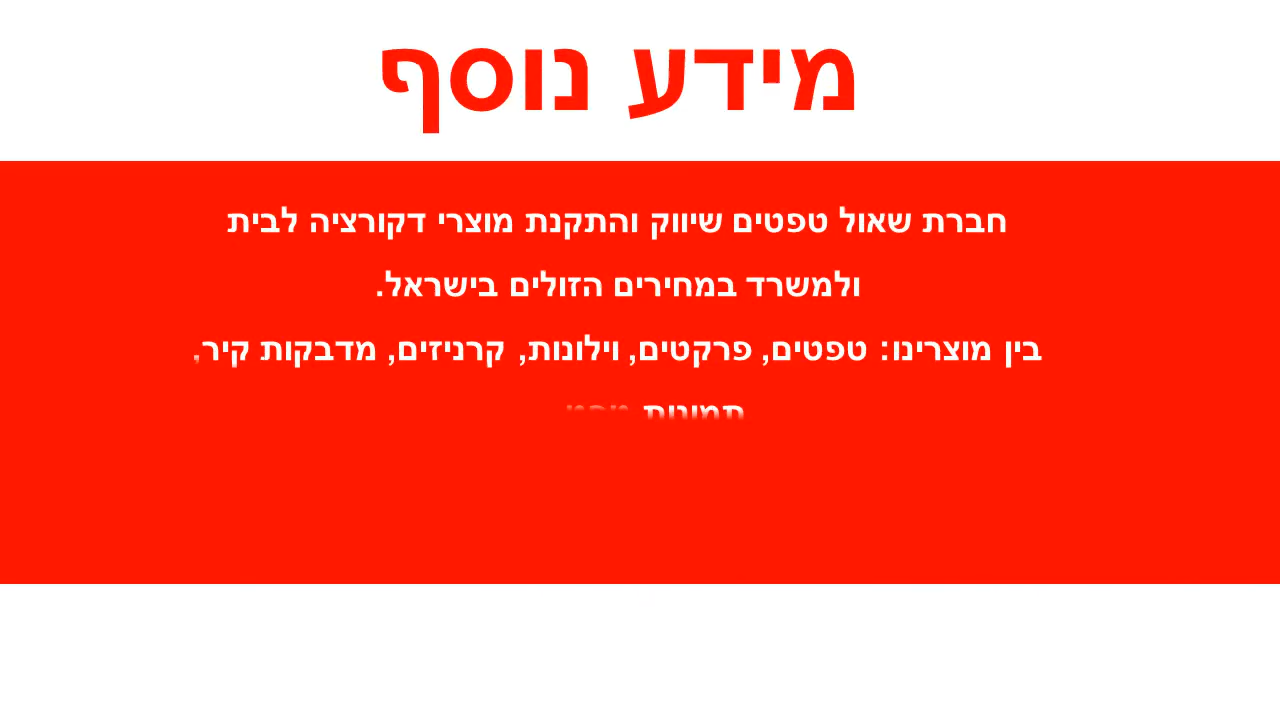 מידע נוסף
חברת שאול טפטים שיווק והתקנת מוצרי דקורציה לבית
ולמשרד במחירים הזולים בישראל.
בין מוצרינו: טפטים, פרקטים, וילונות, קרניזים, מדבקות קיר,
תמונות